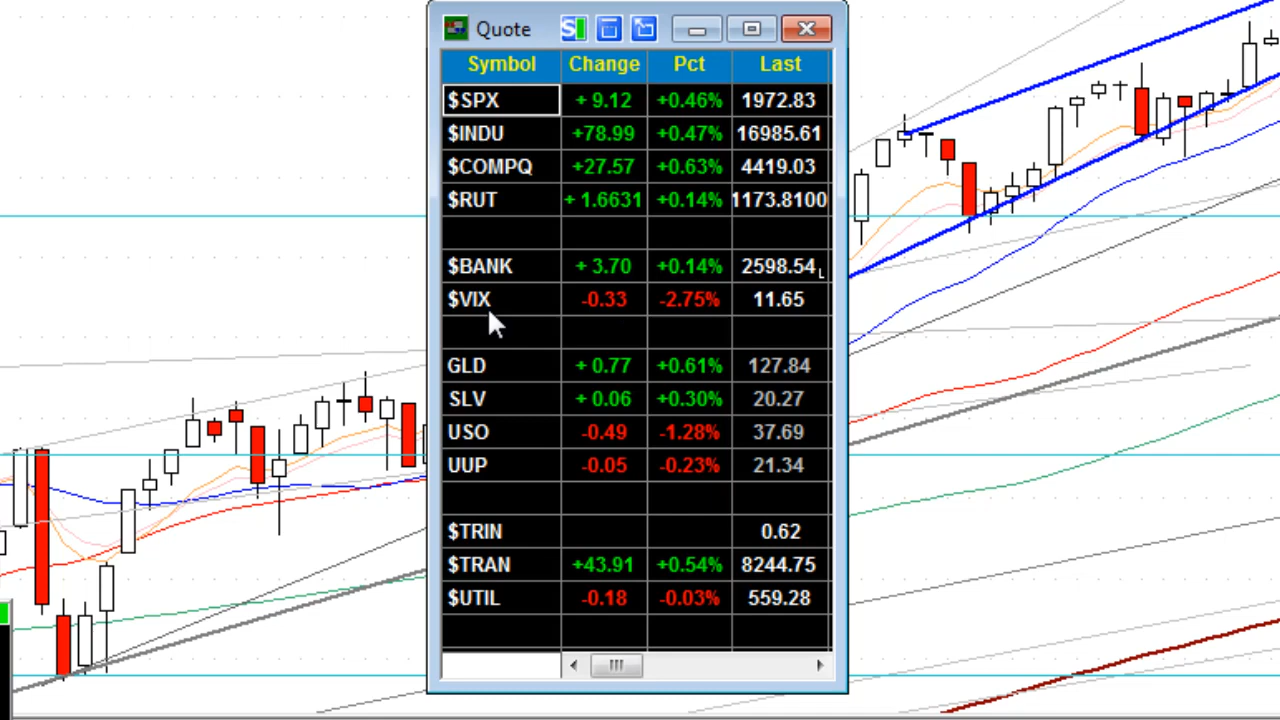 Quote
Symbol Change Pct Last
$SPX + 9.12 +0.46% 1972.83
$INDU +78.99 +0.47% 16985.61
$COMPQ +27.57 +0.63% 4419.03
$RUT + 1.6631 +0.14% 1173.8100
$BANK + 3.70 +0.14% 2598.54 L
$VIX -0.33 -2.75% 11.65
GLD + 0.77 +0.61% 127.84
SLV + 0.06 +0.30% 20.27
USO -0.49 -1.28% 37.69
UUP -0.05 -0.23% 21.34
$TRIN 0.62
$TRAN +43.91 +0.54% 8244.75
$UTIL -0.18 -0.03% 559.28